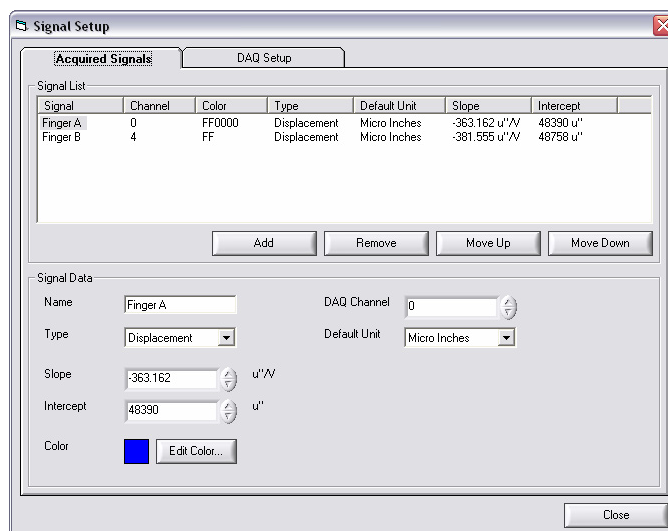 Signal Setup
Acquired Signals DAQ Setup
Signal List
Signal Channel Color Type Default Unit Slope Intercept
Finger A 0 FF0000 Displacement Micro Inches -363.162 u"/V 48390 u"
Finger B 4 FF Displacement Micro Inches -381.555 u"/V 48758 u"
Add Remove Move Up Move Down
Signal Data
Name Finger A DAQ Channel 0
Type Displacement Default Unit Micro Inches
Slope -363.162 u"/V
Intercept 48390 u"
Color Edit Color...
Close